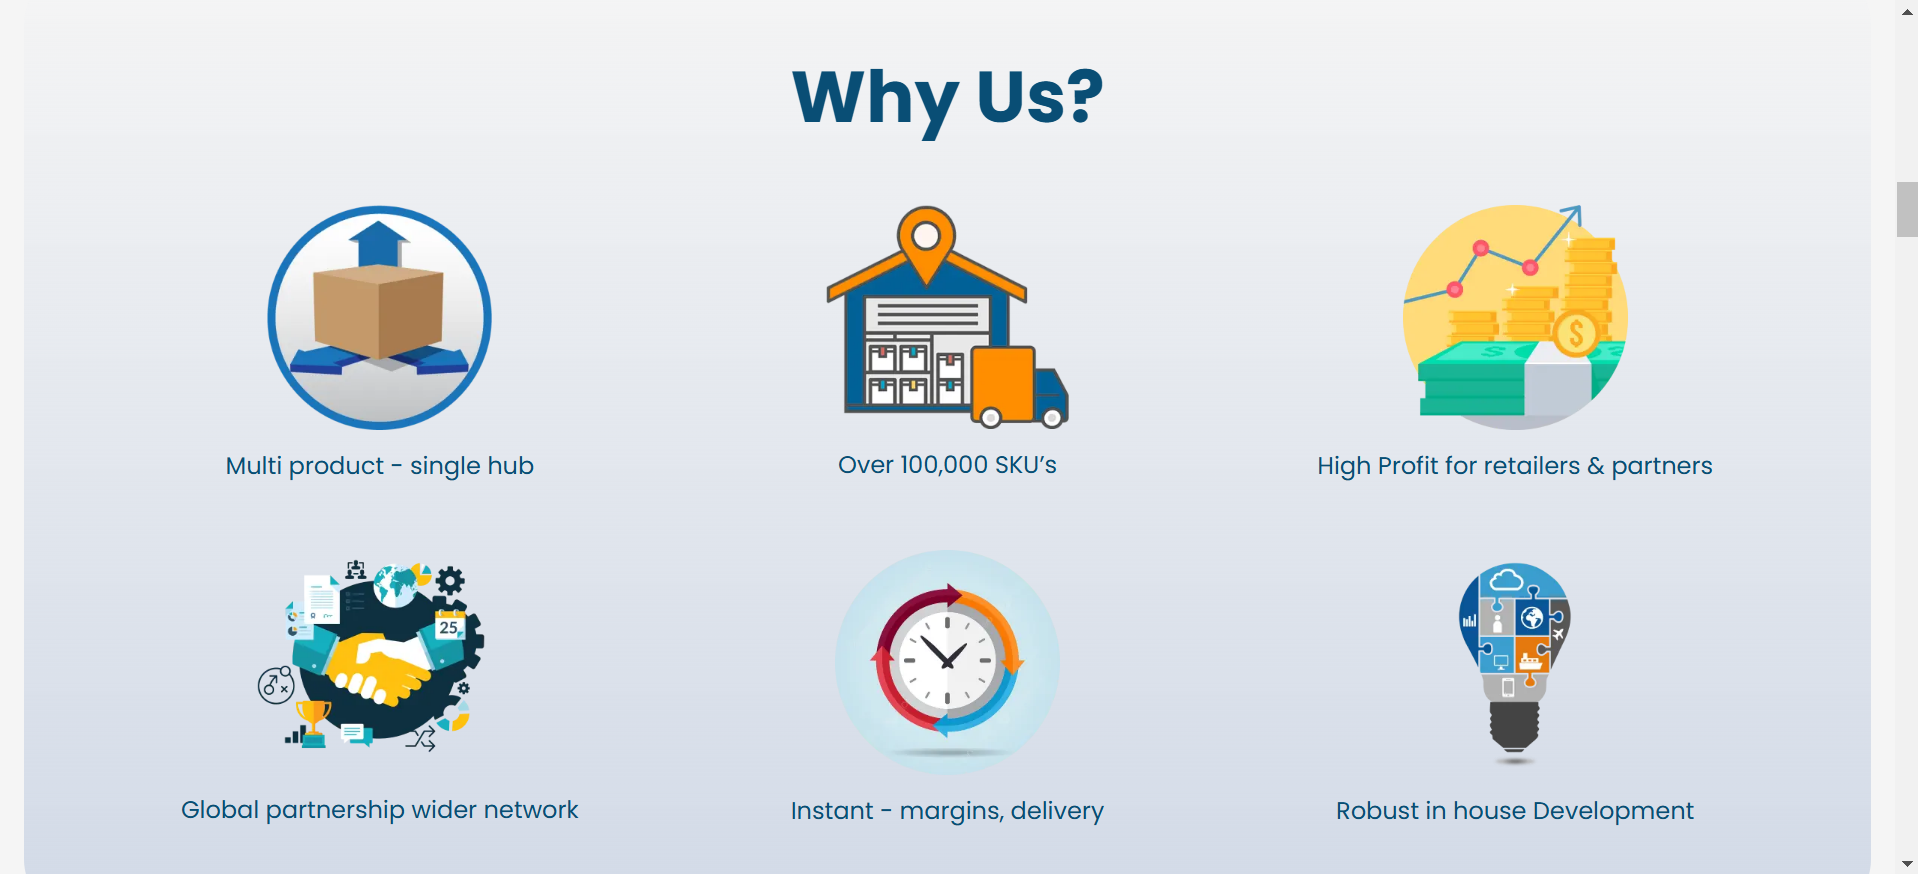 Why Us?
Multi product - single hub
Over 100,000 SKU’s
High Profit for retailers & partners
25
Global partnership wider network
Instant - margins, delivery
Robust in house Development